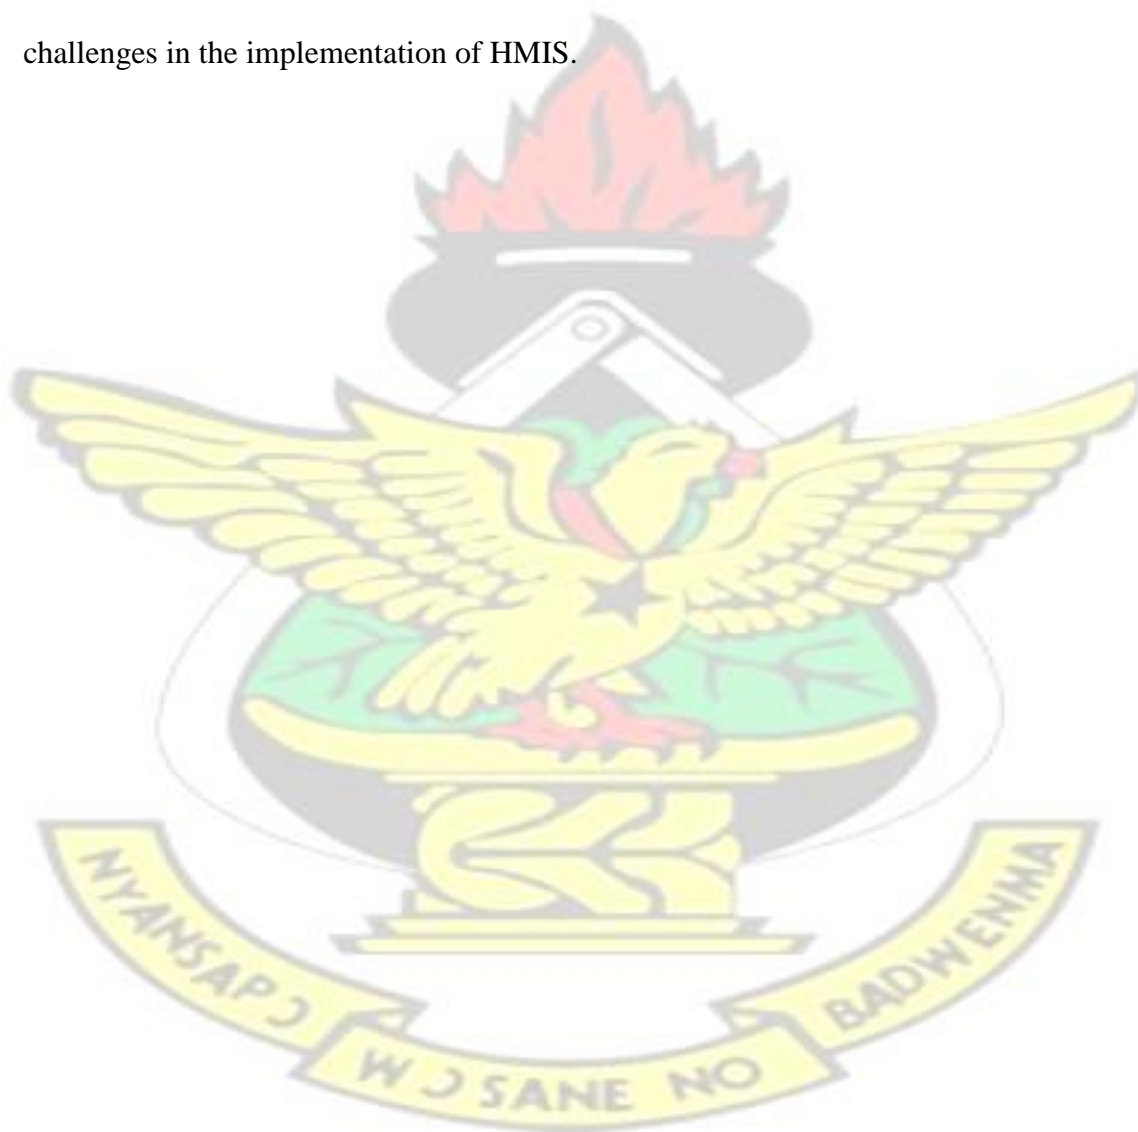 challenges in the implementation of HMIS.
NYANSAPƆ
WƆSANE NO
BADWENMA